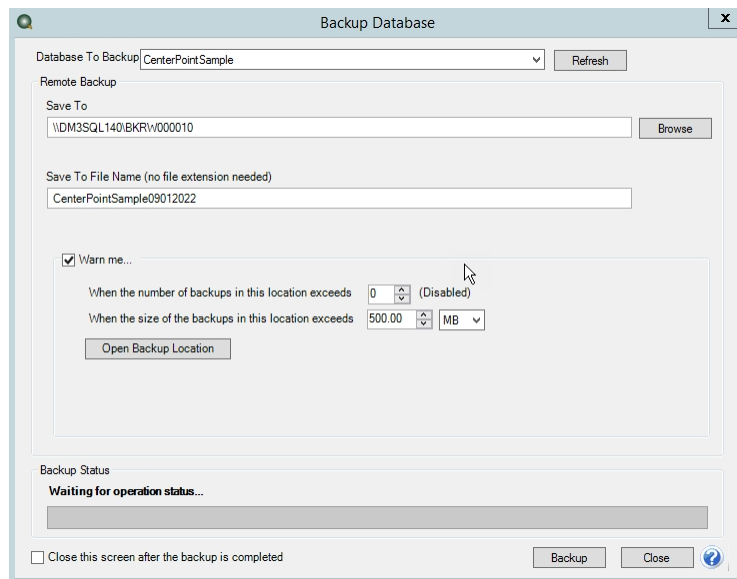 Backup Database
x
Database To Backup CenterPointSample Refresh
Remote Backup
Save To
\\DM3SQL140\BKRW000010 Browse
Save To File Name (no file extension needed)
CenterPointSample09012022
Warn me...
When the number of backups in this location exceeds 0 (Disabled)
When the size of the backups in this location exceeds 500.00 MB
Open Backup Location
Backup Status
Waiting for operation status...
Close this screen after the backup is completed Backup Close ?